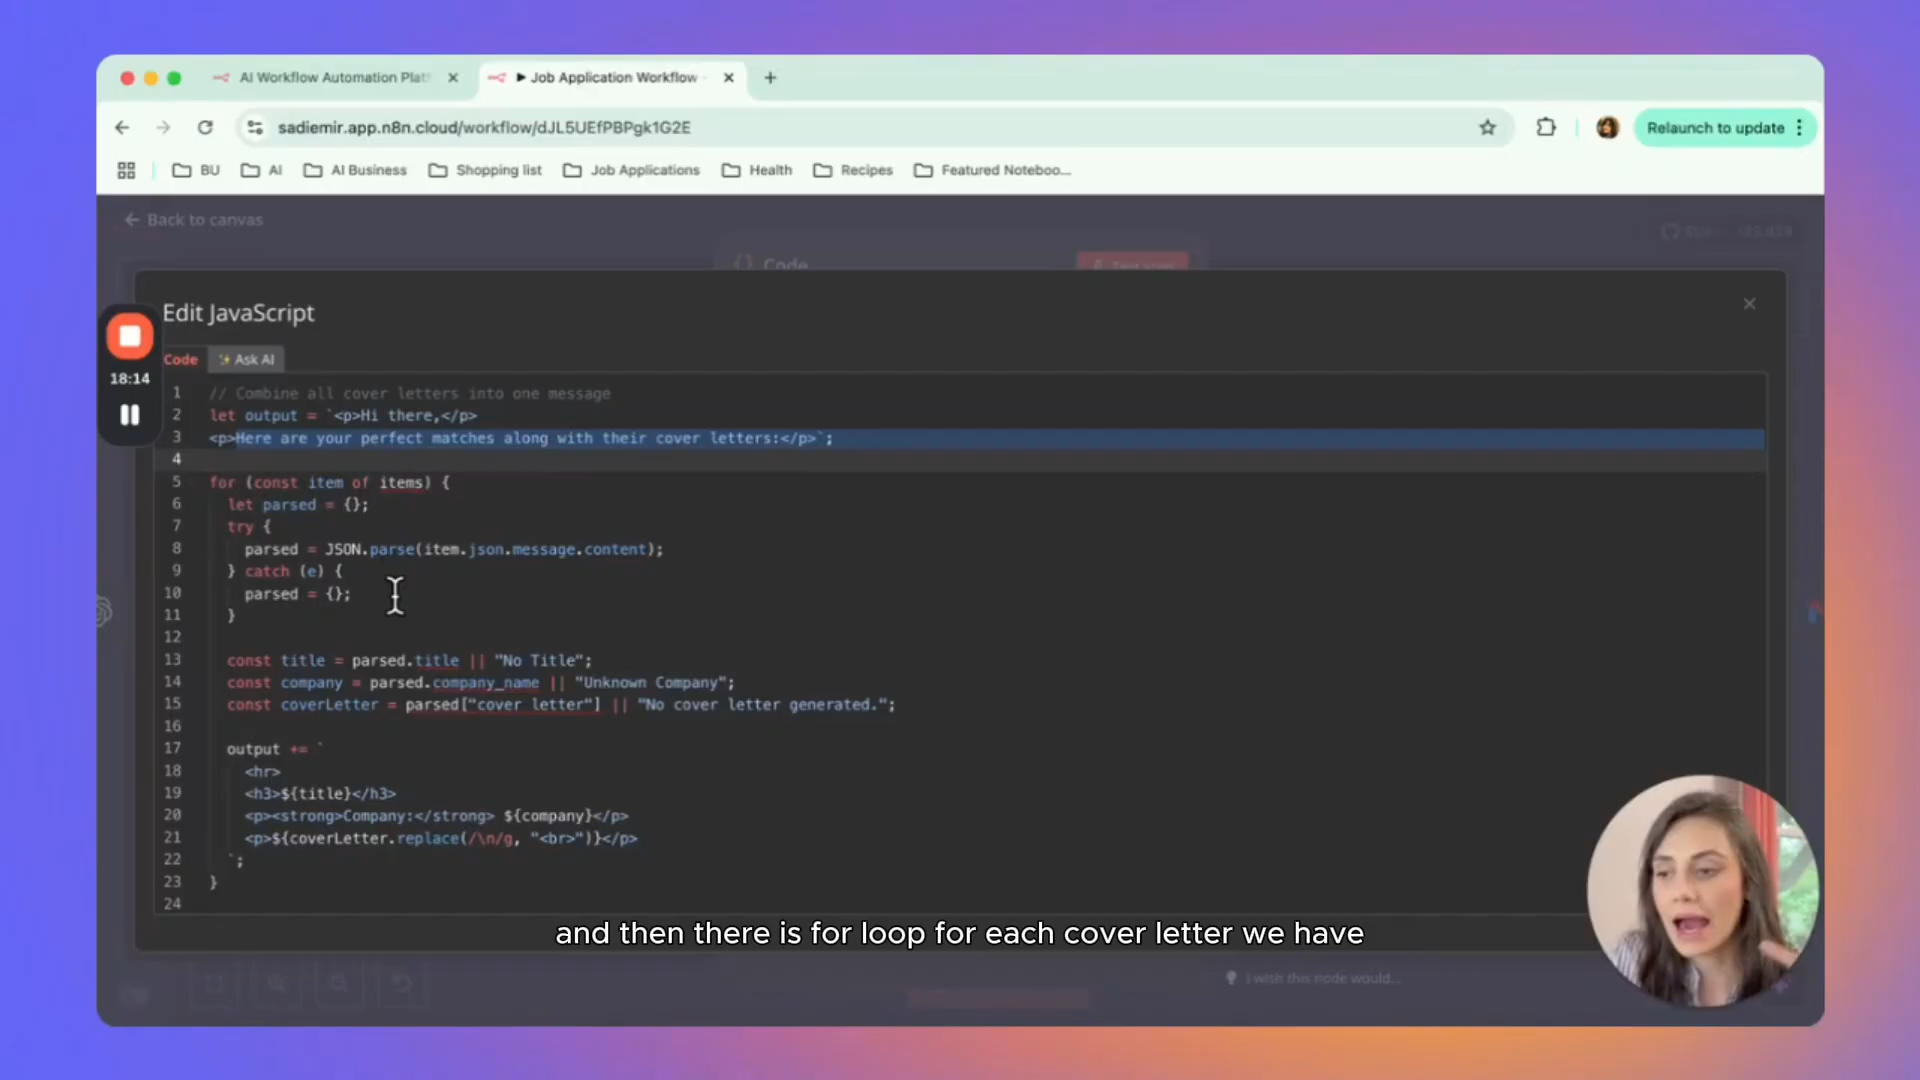 AI Workflow Automation Plat
▶ Job Application Workflow
sadiemir.app.n8n.cloud/workflow/dJL5UEfPBPgk1G2E
Relaunch to update
BU
AI
AI Business
Shopping list
Job Applications
Health
Recipes
Featured Noteboo...
Back to canvas
Code
Edit JavaScript
18:14
Code
Ask AI
1 // Combine all cover letters into one message
2 let output = `<p>Hi there,</p>
3 <p>Here are your perfect matches along with their cover letters:</p>`;
4
5 for (const item of items) {
6 let parsed = {};
7 try {
8 parsed = JSON.parse(item.json.message.content);
9 } catch (e) {
10 parsed = {};
11 }
12
13 const title = parsed.title || "No Title";
14 const company = parsed.company_name || "Unknown Company";
15 const coverLetter = parsed["cover letter"] || "No cover letter generated.";
16
17 output += `
18 <hr>
19 <h3>${title}</h3>
20 <p><strong>Company:</strong> ${company}</p>
21 <p>${coverLetter.replace(/\n/g, "<br>")}</p>
22 `;
23 }
24
and then there is for loop for each cover letter we have
I wish this node would...